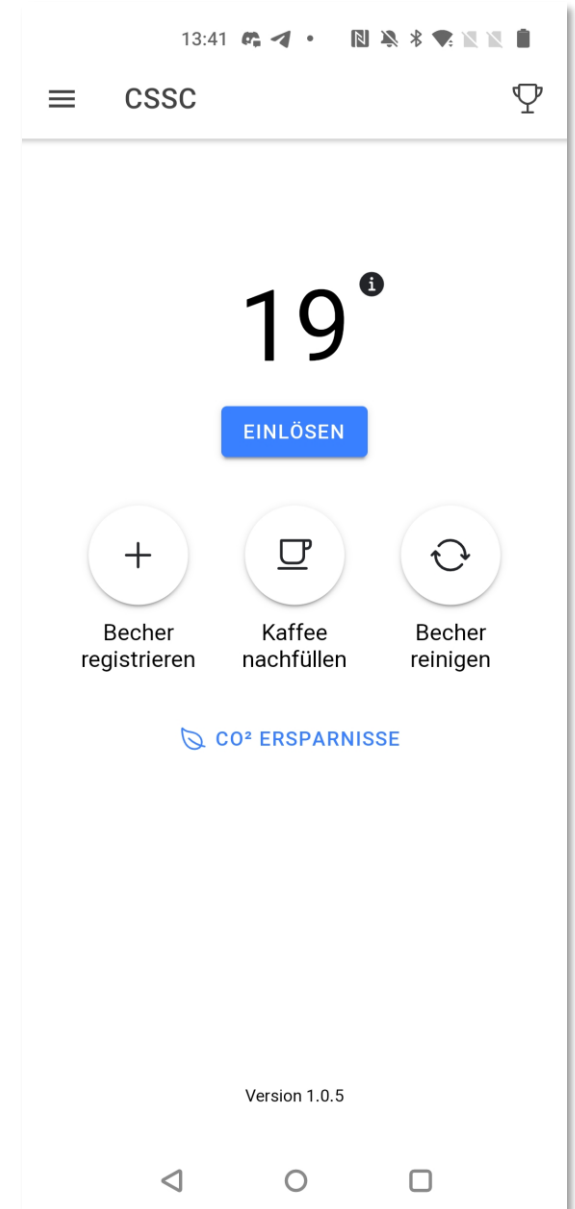 13:41
CSSC
19
EINLÖSEN
Becher
registrieren
Kaffee
nachfüllen
Becher
reinigen
CO² ERSPARNISSE
Version 1.0.5